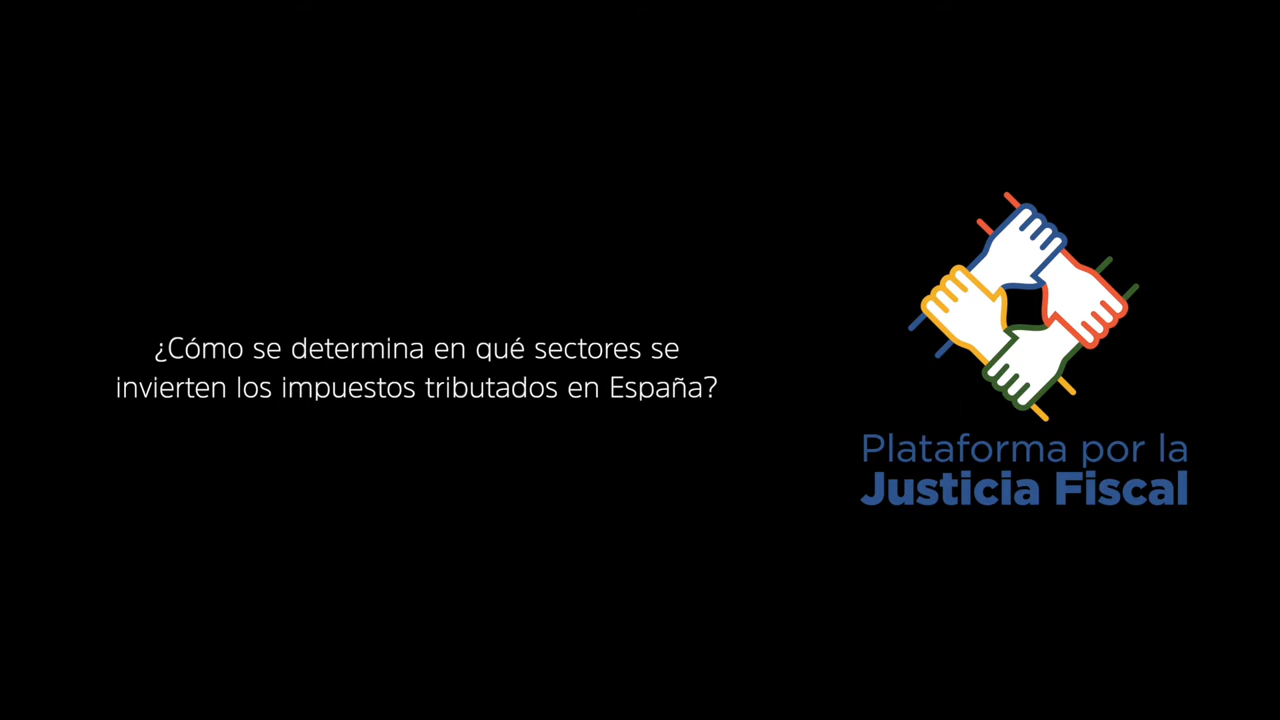 ¿Cómo se determina en qué sectores se
invierten los impuestos tributados en España?
Plataforma por la
Justicia Fiscal